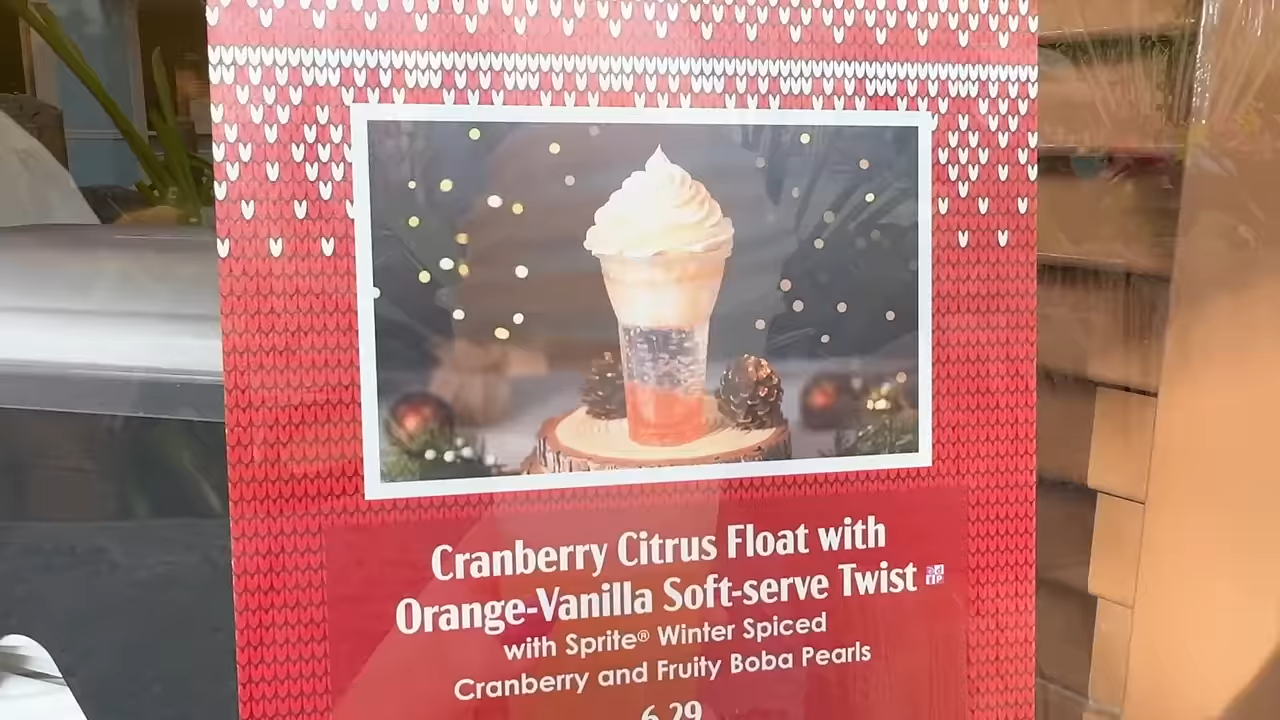 Cranberry Citrus Float with
Orange-Vanilla Soft-serve Twist
with Sprite® Winter Spiced
Cranberry and Fruity Boba Pearls
6.29